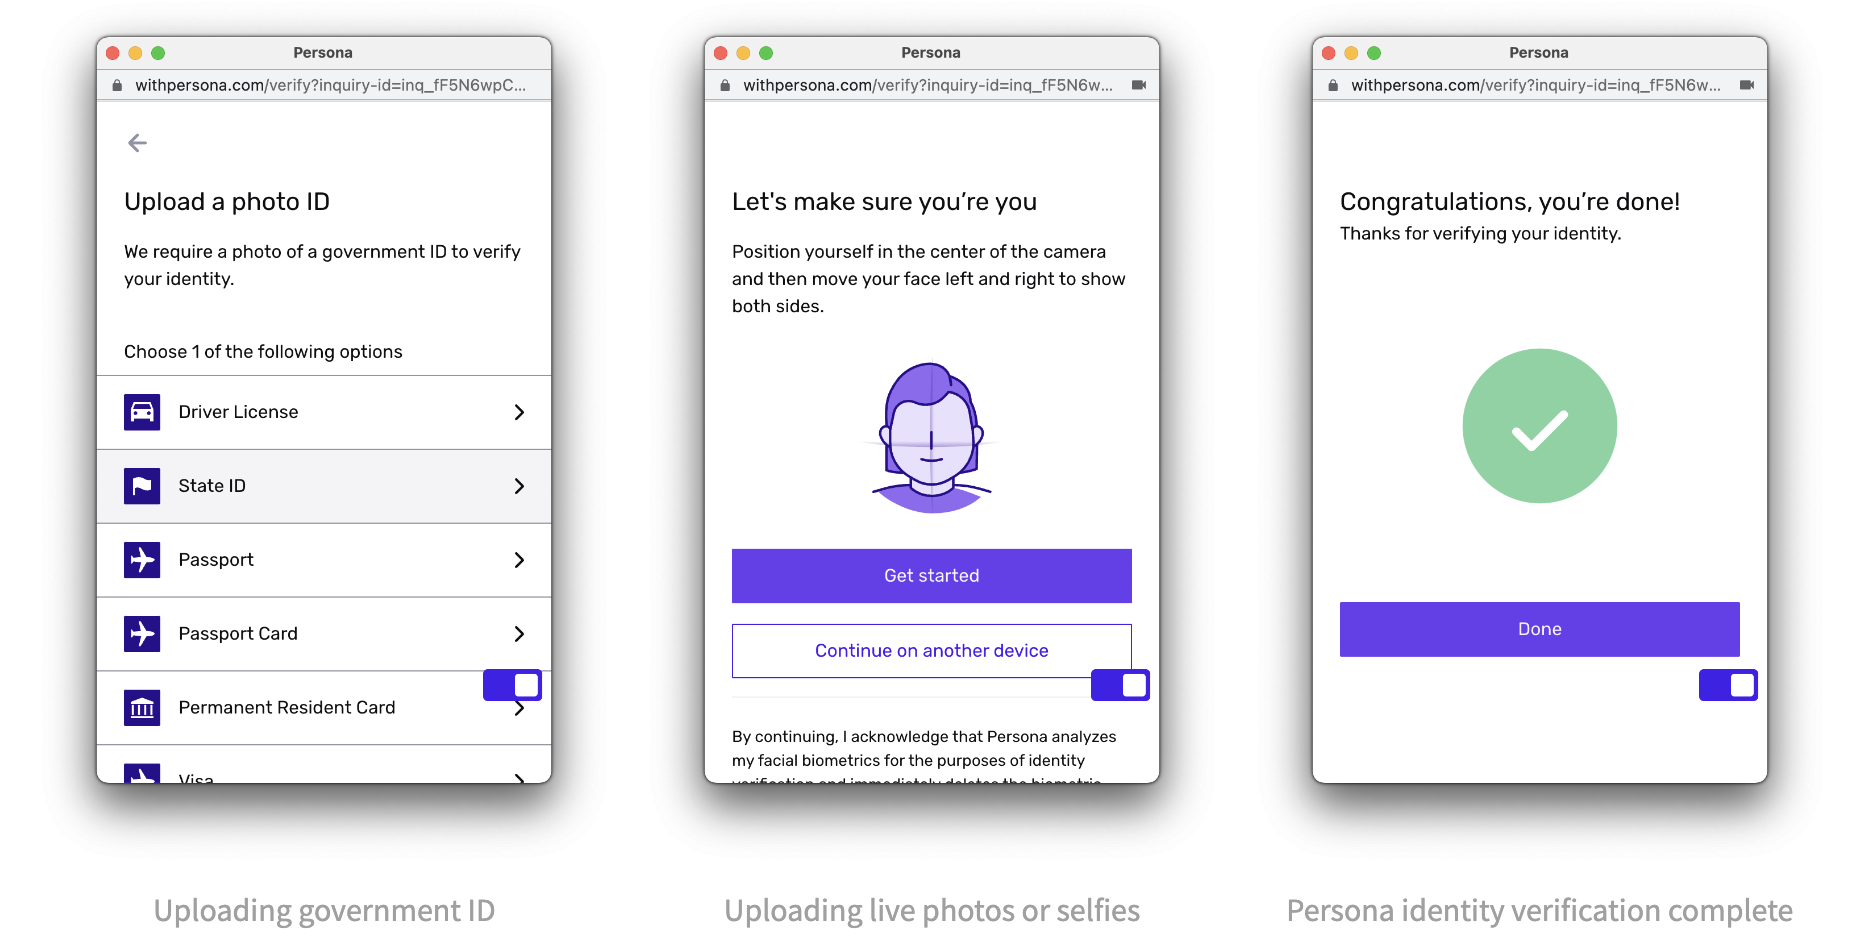 Persona
withpersona.com/verify?inquiry-id=inq_fF5N6wpC...
Upload a photo ID
We require a photo of a government ID to verify
your identity.
Choose 1 of the following options
Driver License
State ID
Passport
Passport Card
Permanent Resident Card
Visa
Uploading government ID
Persona
withpersona.com/verify?inquiry-id=inq_fF5N6w...
Let's make sure you’re you
Position yourself in the center of the camera
and then move your face left and right to show
both sides.
Get started
Continue on another device
By continuing, I acknowledge that Persona analyzes
my facial biometrics for the purposes of identity
verification and immediately deletes the biometric
Uploading live photos or selfies
Persona
withpersona.com/verify?inquiry-id=inq_fF5N6w...
Congratulations, you’re done!
Thanks for verifying your identity.
Done
Persona identity verification complete